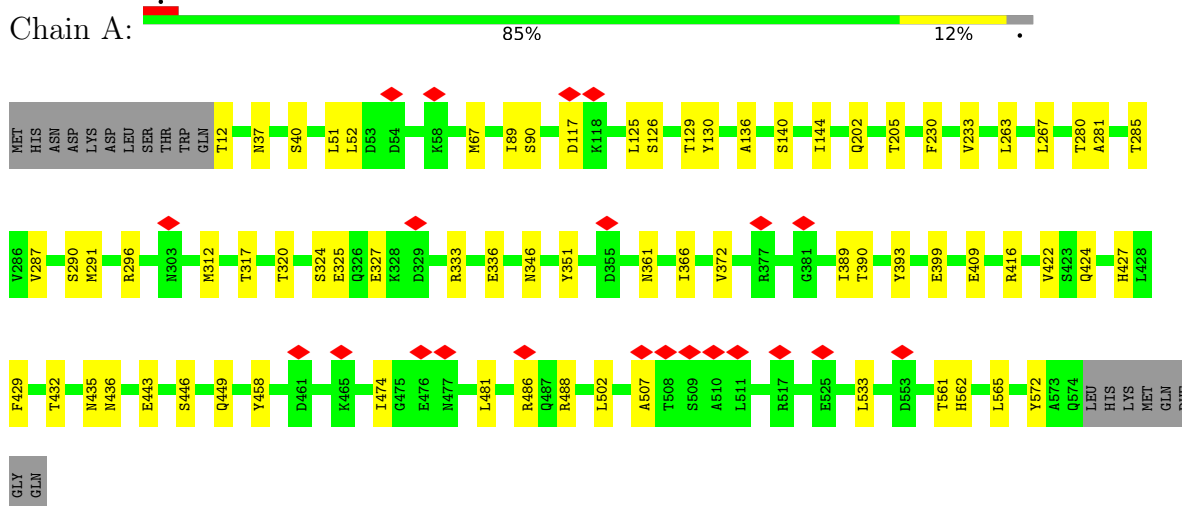 Chain A:
85% 12%
MET HIS ASN ASP LYS ASP LEU SER THR TRP GLN T12 N37 S40 L51 L52 D53 D54 K58 M67 I89 S90 D117 K118 L125 S126 T129 Y130 A136 S140 I144 Q202 T205 F230 V233 L263 L267 T280 A281 T285
V286 V287 S290 M291 R296 N303 M312 T317 T320 S324 E325 Q326 E327 K328 D329 R333 E336 N346 Y351 D355 N361 I366 V372 R377 G381 I389 T390 Y393 E399 E409 R416 V422 S423 Q424 H427 L428
F429 T432 N435 N436 E443 S446 Q449 Y458 D461 K465 I474 G475 E476 N477 L481 R486 Q487 R488 L502 A507 T508 S509 A510 L511 R517 E525 L533 D553 T561 H562 L565 Y572 A573 Q574 LEU HIS LYS MET GLN
GLY GLN